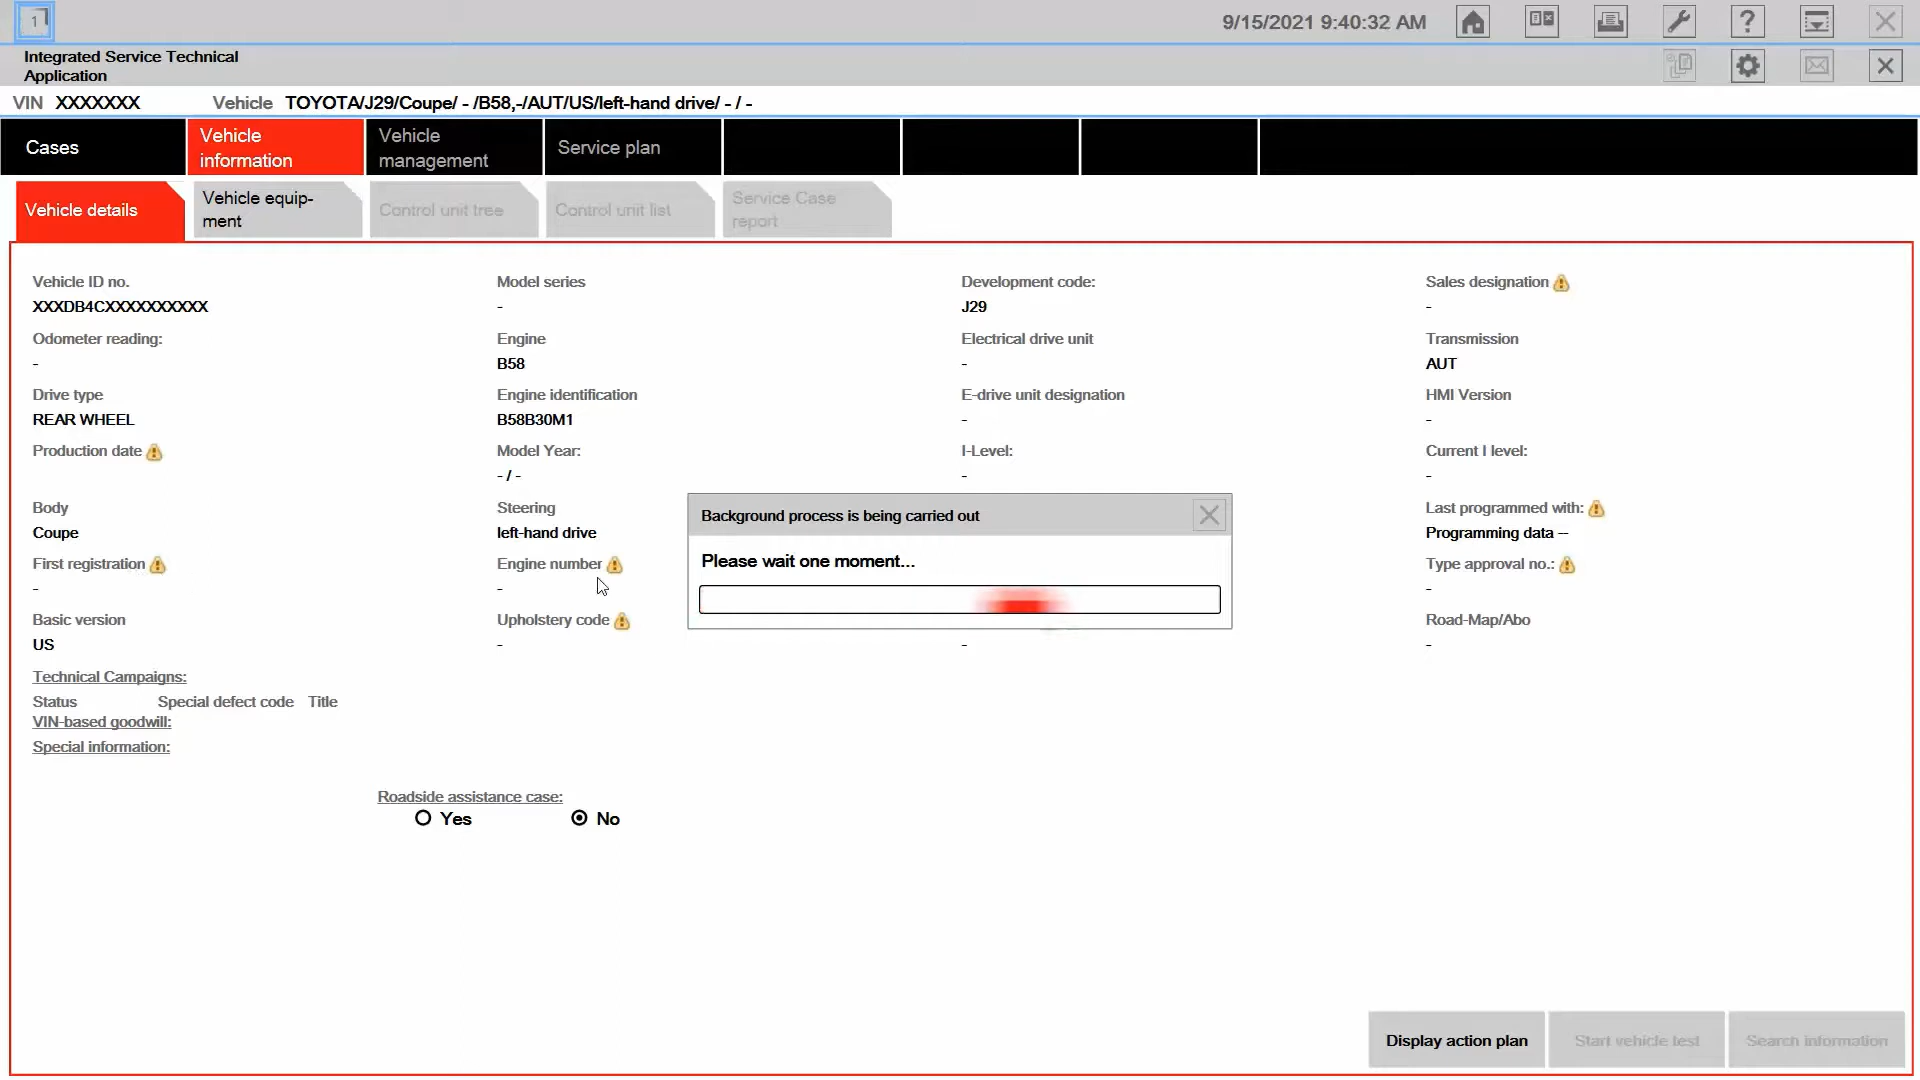 1
9/15/2021 9:40:32 AM
Integrated Service Technical
Application
VIN XXXXXXX Vehicle TOYOTA/J29/Coupe/ - /B58,-/AUT/US/left-hand drive/ - / -
Cases
Vehicle
information
Vehicle
management
Service plan
Vehicle details
Vehicle equip-
ment
Control unit tree
Control unit list
Service Case
report
Vehicle ID no. Model series Development code: Sales designation
XXXDB4CXXXXXXXXXX - J29 -
Odometer reading: Engine Electrical drive unit Transmission
- B58 - AUT
Drive type Engine identification E-drive unit designation HMI Version
REAR WHEEL B58B30M1 - -
Production date Model Year: I-Level: Current I level:
- / - - -
Body Steering Last programmed with:
Coupe left-hand drive Programming data --
First registration Engine number Type approval no.:
- - -
Basic version Upholstery code Road-Map/Abo
US - - -
Background process is being carried out
Please wait one moment...
Technical Campaigns:
Status Special defect code Title
VIN-based goodwill:
Special information:
Roadside assistance case:
Yes No
Display action plan Start vehicle test Search information